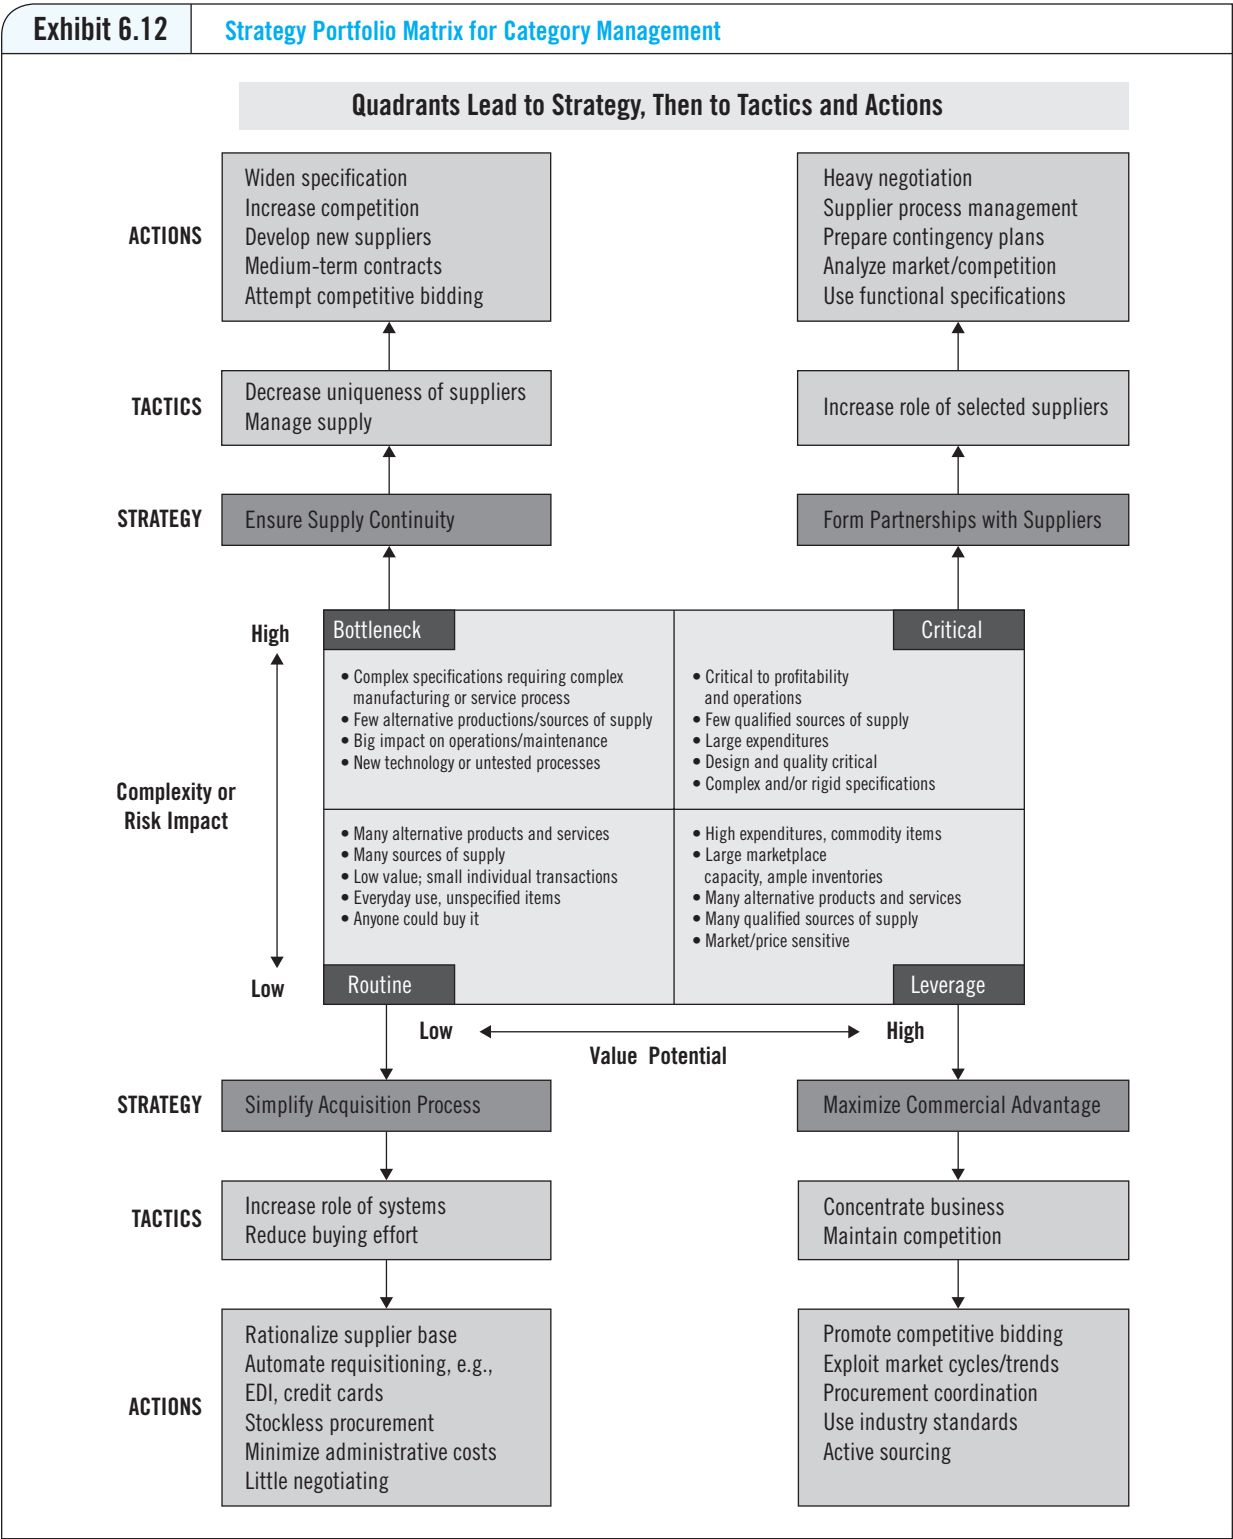 Exhibit 6.12
Strategy Portfolio Matrix for Category Management
Quadrants Lead to Strategy, Then to Tactics and Actions
ACTIONS
Widen specification
Increase competition
Develop new suppliers
Medium-term contracts
Attempt competitive bidding
Heavy negotiation
Supplier process management
Prepare contingency plans
Analyze market/competition
Use functional specifications
TACTICS
Decrease uniqueness of suppliers
Manage supply
Increase role of selected suppliers
STRATEGY
Ensure Supply Continuity
Form Partnerships with Suppliers
High
Bottleneck
• Complex specifications requiring complex
manufacturing or service process
• Few alternative productions/sources of supply
• Big impact on operations/maintenance
• New technology or untested processes
Critical
• Critical to profitability
and operations
• Few qualified sources of supply
• Large expenditures
• Design and quality critical
• Complex and/or rigid specifications
Complexity or
Risk Impact
• Many alternative products and services
• Many sources of supply
• Low value; small individual transactions
• Everyday use, unspecified items
• Anyone could buy it
Routine
• High expenditures, commodity items
• Large marketplace
capacity, ample inventories
• Many alternative products and services
• Many qualified sources of supply
• Market/price sensitive
Leverage
Low
Low
High
Value Potential
STRATEGY
Simplify Acquisition Process
Maximize Commercial Advantage
TACTICS
Increase role of systems
Reduce buying effort
Concentrate business
Maintain competition
ACTIONS
Rationalize supplier base
Automate requisitioning, e.g.,
EDI, credit cards
Stockless procurement
Minimize administrative costs
Little negotiating
Promote competitive bidding
Exploit market cycles/trends
Procurement coordination
Use industry standards
Active sourcing